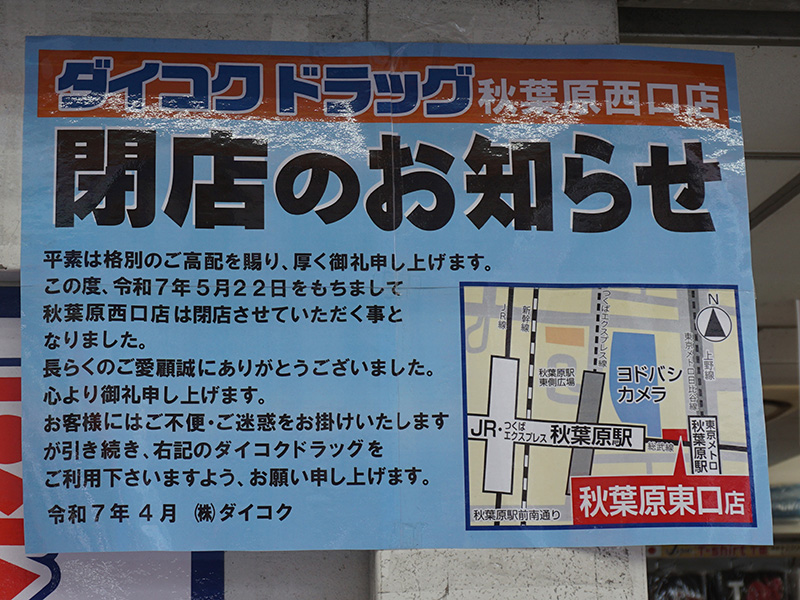 ダイコクドラッグ 秋葉原西口店
閉店のお知らせ
平素は格別のご高配を賜り、厚く御礼申し上げます。
この度、令和7年5月22日をもちまして
秋葉原西口店は閉店させていただく事と
なりました。
長らくのご愛顧誠にありがとうございました。
心より御礼申し上げます。
お客様にはご不便・ご迷惑をお掛けいたします
が引き続き、右記のダイコクドラッグを
ご利用下さいますよう、お願い申し上げます。
令和7年 4月 ㈱ダイコク
JR線
新幹線
つくばエクスプレス線
東京メトロ日比谷線
上野線
N
秋葉原駅
東側広場
ヨドバシ
カメラ
JR・つくば
エクスプレス
秋葉原駅
総武線
東京メトロ
秋葉原駅
秋葉原東口店
秋葉原駅前南通り